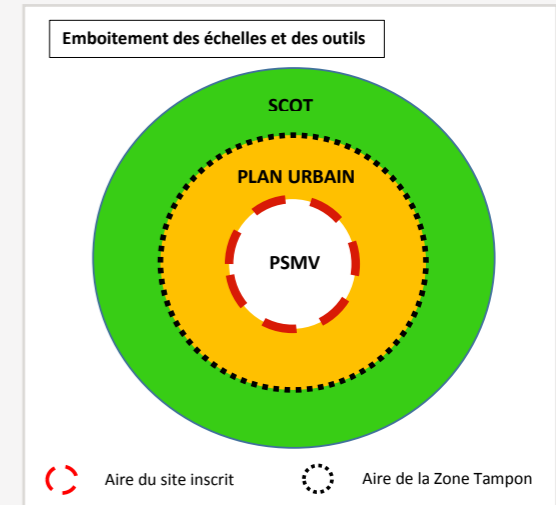 Emboitement des échelles et des outils
SCOT
PLAN URBAIN
PSMV
Aire du site inscrit
Aire de la Zone Tampon